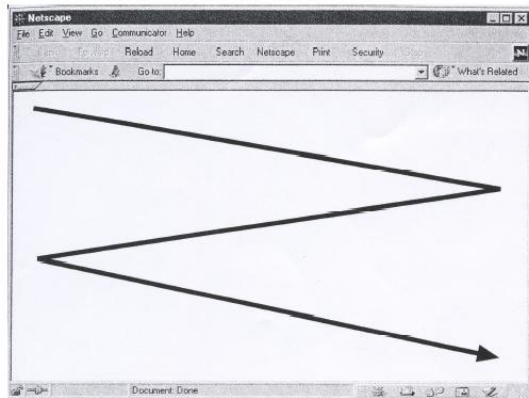 Netscape
File Edit View Go Communicator Help
Reload Home Search Netscape Print Security
Bookmarks Go to: What's Related
Document: Done